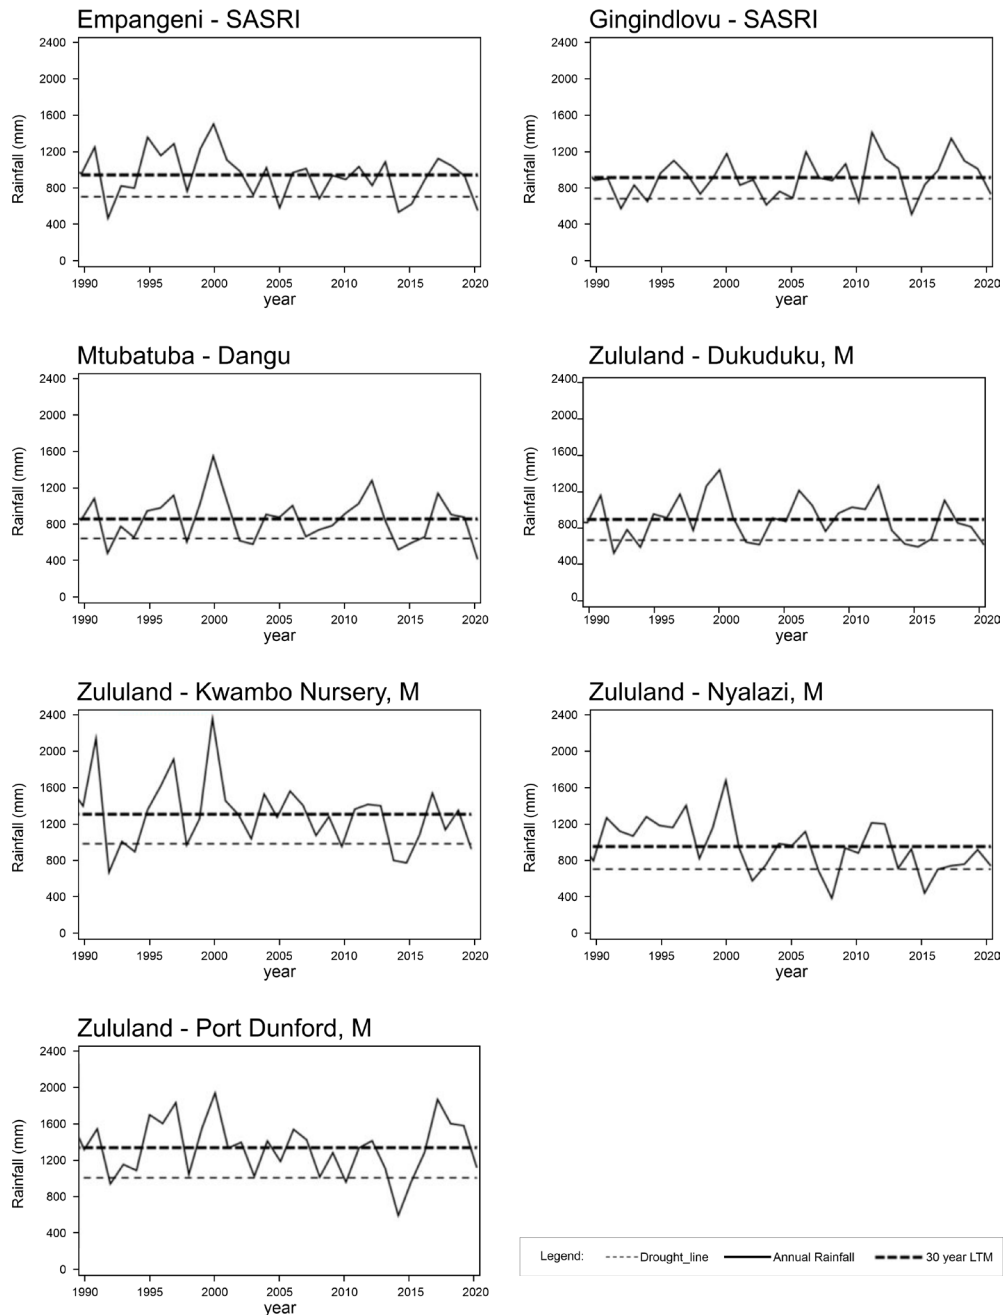 Empangeni - SASRI
2400
2000
1600
1200
800
400
0
Rainfall (mm)
1990 1995 2000 2005 2010 2015 2020
year
Gingindlovu - SASRI
2400
2000
1600
1200
800
400
0
Rainfall (mm)
1990 1995 2000 2005 2010 2015 2020
year
Mtubatuba - Dangu
2400
2000
1600
1200
800
400
0
Rainfall (mm)
1990 1995 2000 2005 2010 2015 2020
year
Zululand - Dukuduku, M
2400
2000
1600
1200
800
400
0
Rainfall (mm)
1990 1995 2000 2005 2010 2015 2020
year
Zululand - Kwambo Nursery, M
2400
2000
1600
1200
800
400
0
Rainfall (mm)
1990 1995 2000 2005 2010 2015 2020
year
Zululand - Nyalazi, M
2400
2000
1600
1200
800
400
0
Rainfall (mm)
1990 1995 2000 2005 2010 2015 2020
year
Zululand - Port Dunford, M
2400
2000
1600
1200
800
400
0
Rainfall (mm)
1990 1995 2000 2005 2010 2015 2020
year
Legend: Drought_line Annual Rainfall 30 year LTM